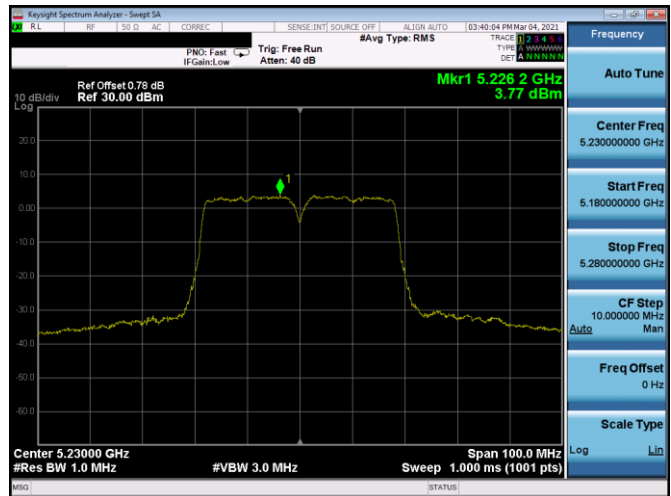 Keysight Spectrum Analyzer - Swept SA
RL RF 50 Ω AC CORREC SENSE:INT SOURCE OFF ALIGN AUTO 03:40:04 PM Mar 04, 2021
#Avg Type: RMS
TRACE 1 2 3 4 5 6
PNO: Fast Trig: Free Run TYPE A WWWWW
IFGain:Low Atten: 40 dB DET A N N N N N
Frequency
Auto Tune
Mkr1 5.226 2 GHz
Ref Offset 0.78 dB
10 dB/div Ref 30.00 dBm 3.77 dBm
Log
20.0
10.0
0.00
-10.0
-20.0
-30.0
-40.0
-50.0
-60.0
1
Center Freq
5.230000000 GHz
Start Freq
5.180000000 GHz
Stop Freq
5.280000000 GHz
CF Step
10.000000 MHz
Auto Man
Freq Offset
0 Hz
Scale Type
Log Lin
Center 5.23000 GHz Span 100.0 MHz
#Res BW 1.0 MHz #VBW 3.0 MHz Sweep 1.000 ms (1001 pts)
MSG STATUS